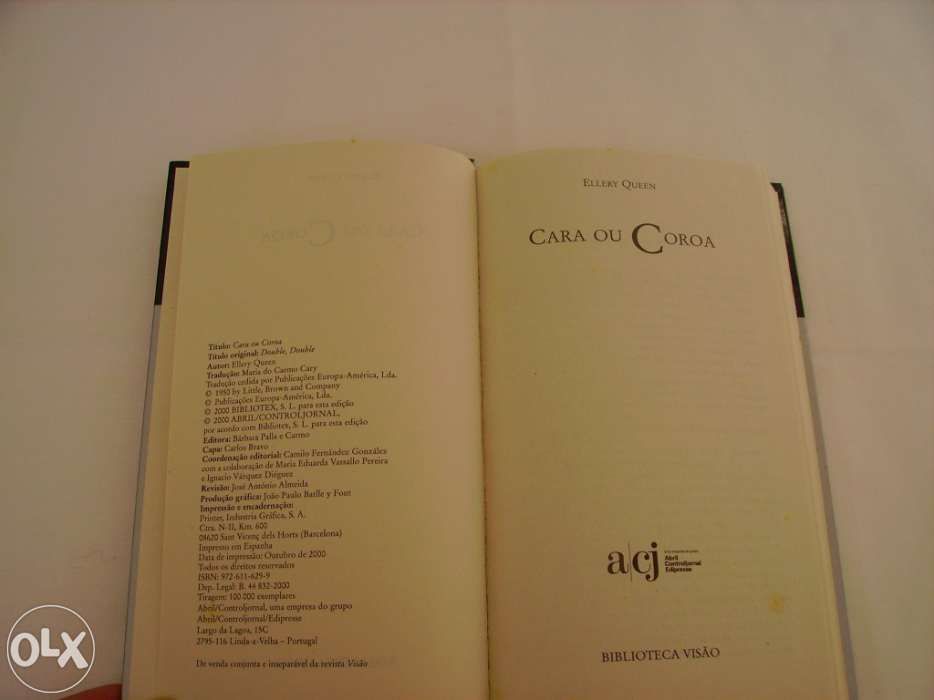 Título: Cara ou Coroa
Título original: Double, Double
Autor: Ellery Queen
Tradução: Maria do Carmo Cary
Tradução cedida por Publicações Europa-América, Lda.
© 1950 by Little, Brown and Company
© Publicações Europa-América, Lda.
© 2000 BIBLIOTEX, S. L. para esta edição
© 2000 ABRIL/CONTROLJORNAL,
por acordo com Bibliotex, S. L. para esta edição
Editora: Bárbara Palla e Carmo
Capa: Carlos Bravo
Coordenação editorial: Camilo Fernández Gonzáles
com a colaboração de Maria Eduarda Vassallo Pereira
e Ignacio Vázquez Diéguez
Revisão: José António Almeida
Produção gráfica: João Paulo Batlle y Font
Impressão e encadernação:
Printer, Industria Gráfica, S. A.
Ctra. N-II, Km. 600
08620 Sant Vicenç dels Horts (Barcelona)
Impresso em Espanha
Data de impressão: Outubro de 2000
Todos os direitos reservados
ISBN: 972-611-629-9
Dep. Legal: B. 44 832-2000
Tiragem: 100 000 exemplares
Abril/Controljornal, uma empresa do grupo
Abril/Controljornal/Edipresse
Largo da Lagoa, 15C
2795-116 Linda-a-Velha – Portugal
De venda conjunta e inseparável da revista Visão
ELLERY QUEEN
CARA OU COROA
a|cj
Abril
Controljornal
Edipresse
BIBLIOTECA VISÃO
OLX